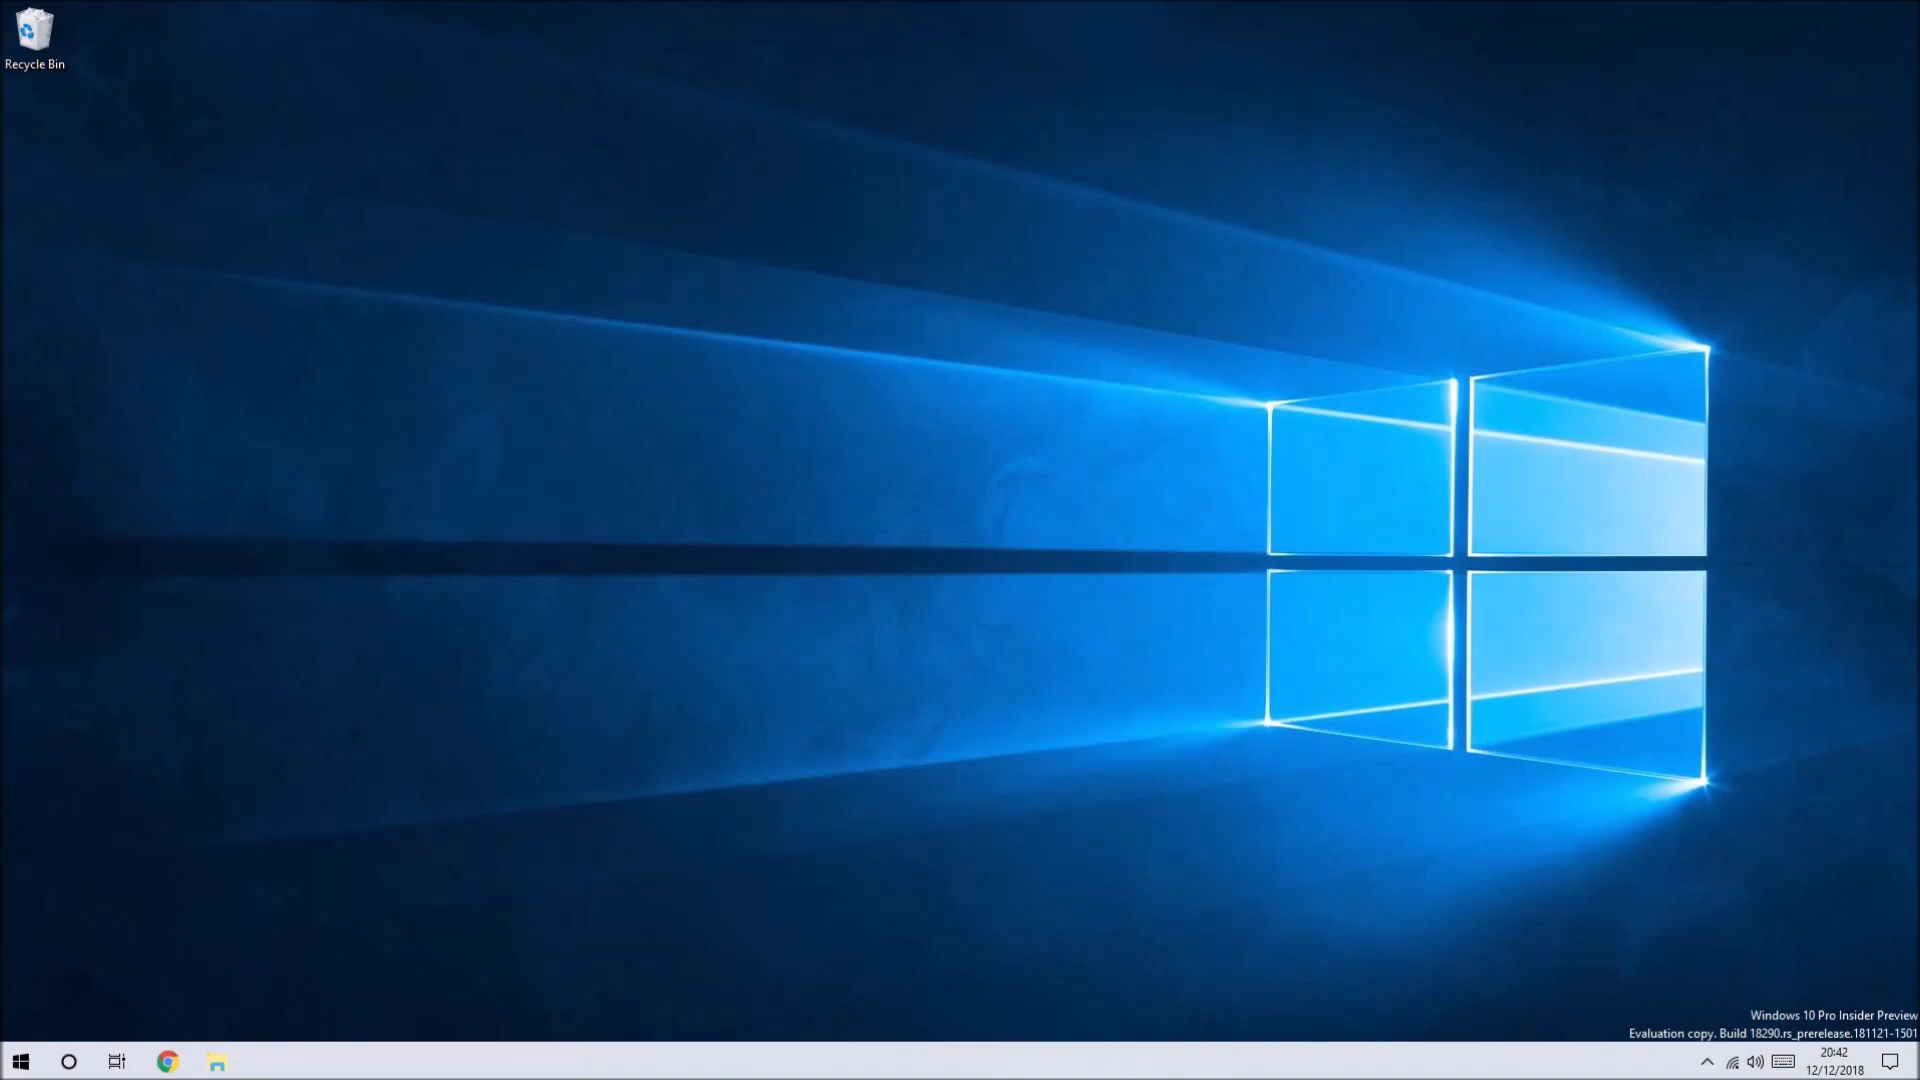 Recycle Bin
Windows 10 Pro Insider Preview
Evaluation copy. Build 18290.rs_prerelease.181121-1501
20:42
12/12/2018